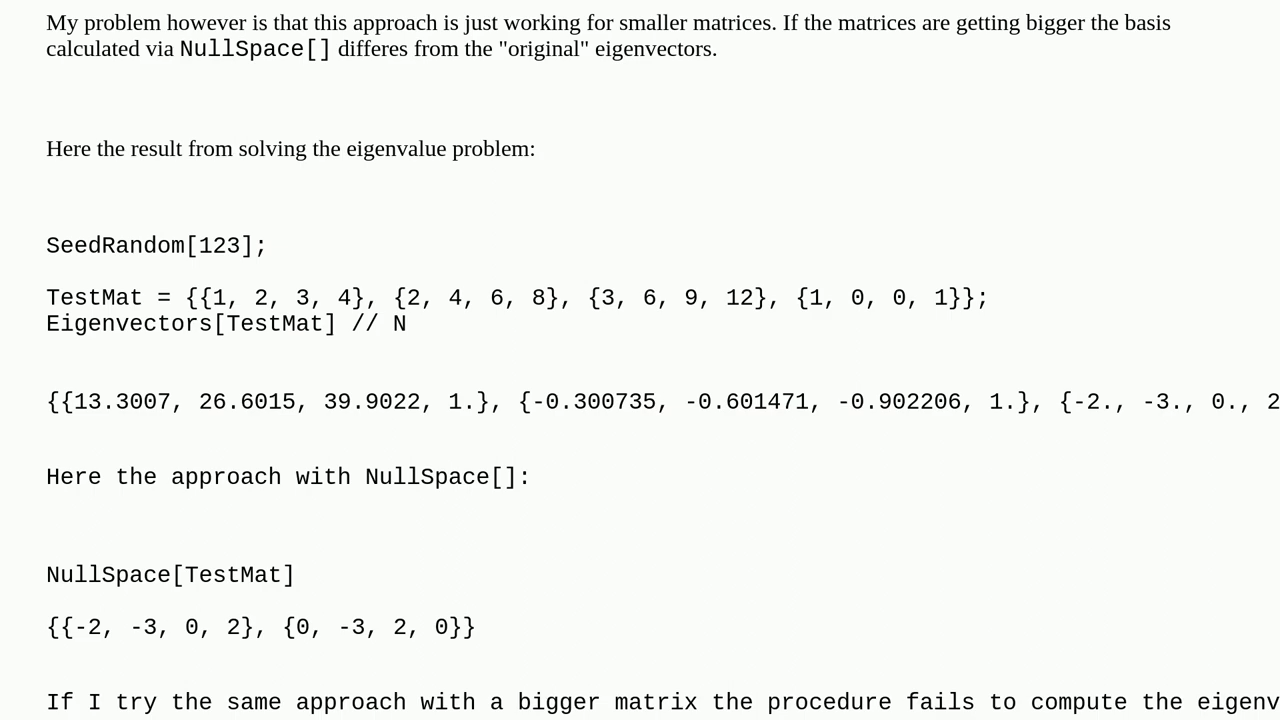 My problem however is that this approach is just working for smaller matrices. If the matrices are getting bigger the basis
calculated via NullSpace[] differes from the "original" eigenvectors.
Here the result from solving the eigenvalue problem:
SeedRandom[123];
TestMat = {{1, 2, 3, 4}, {2, 4, 6, 8}, {3, 6, 9, 12}, {1, 0, 0, 1}};
Eigenvectors[TestMat] // N
{{13.3007, 26.6015, 39.9022, 1.}, {-0.300735, -0.601471, -0.902206, 1.}, {-2., -3., 0., 2
Here the approach with NullSpace[]:
NullSpace[TestMat]
{{-2, -3, 0, 2}, {0, -3, 2, 0}}
If I try the same approach with a bigger matrix the procedure fails to compute the eigenv